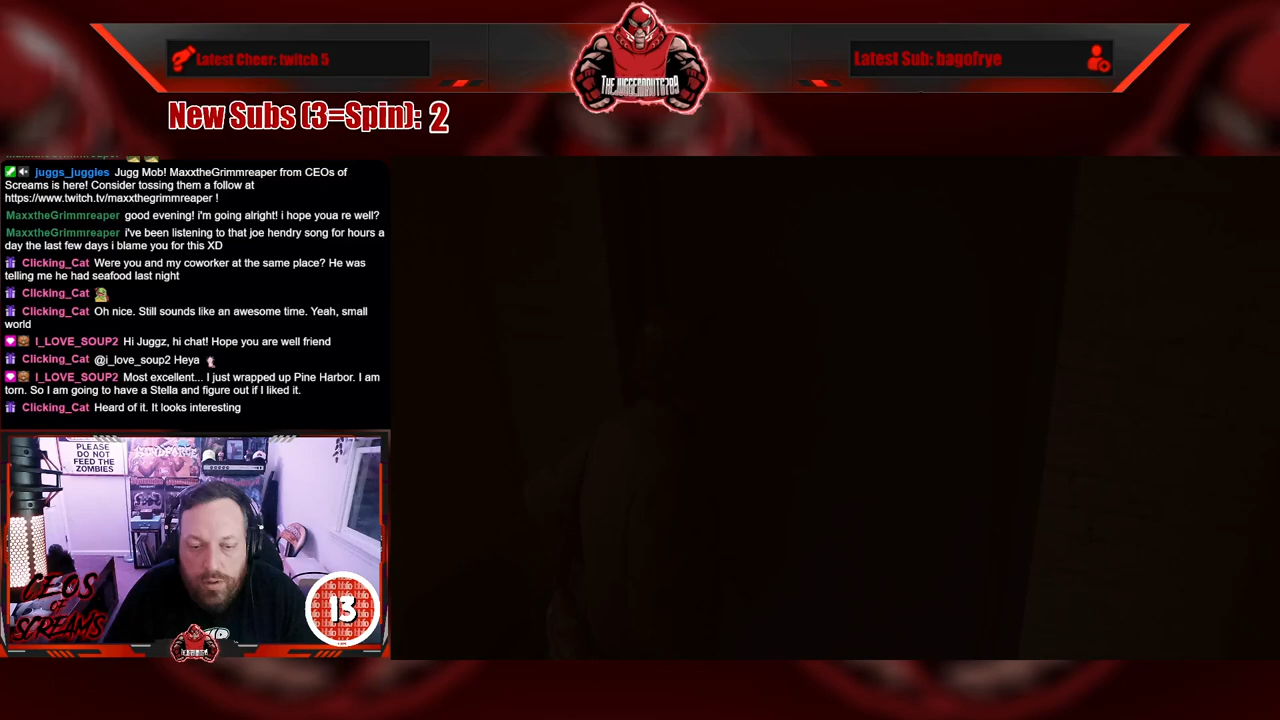 Latest Cheer: twitch 5
THEJUGGERNAUT6789
Latest Sub: bagofrye
New Subs (3=Spin): 2
juggs_juggles Jugg Mob! MaxxtheGrimmreaper from CEOs of
Screams is here! Consider tossing them a follow at
https://www.twitch.tv/maxxthegrimmreaper !
MaxxtheGrimmreaper good evening! i'm going alright! i hope youa re well?
MaxxtheGrimmreaper i've been listening to that joe hendry song for hours a
day the last few days i blame you for this XD
Clicking_Cat Were you and my coworker at the same place? He was
telling me he had seafood last night
Clicking_Cat
Clicking_Cat Oh nice. Still sounds like an awesome time. Yeah, small
world
I_LOVE_SOUP2 Hi Juggz, hi chat! Hope you are well friend
Clicking_Cat @i_love_soup2 Heya
I_LOVE_SOUP2 Most excellent... I just wrapped up Pine Harbor. I am
torn. So I am going to have a Stella and figure out if I liked it.
Clicking_Cat Heard of it. It looks interesting
PLEASE
DO NOT
FEED THE
ZOMBIES
CEOS
OF
SCREAMS
13